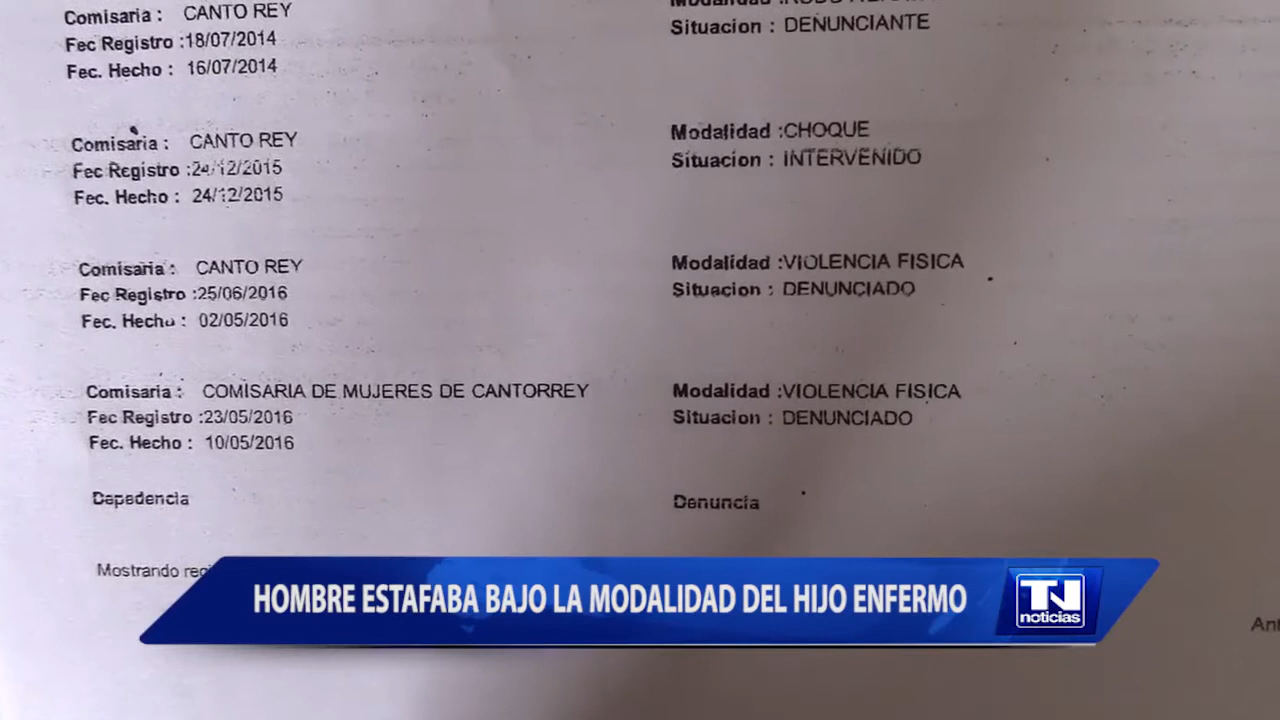 Comisaria : CANTO REY
Fec Registro :18/07/2014
Situacion : DENUNCIANTE
Fec. Hecho : 16/07/2014
Comisaria : CANTO REY
Modalidad :CHOQUE
Fec Registro :24/12/2015
Situacion : INTERVENIDO
Fec. Hecho : 24/12/2015
Comisaria : CANTO REY
Modalidad :VIOLENCIA FISICA
Fec Registro :25/06/2016
Situacion : DENUNCIADO
Fec. Hecho : 02/05/2016
Comisaria : COMISARIA DE MUJERES DE CANTORREY
Modalidad :VIOLENCIA FISICA
Fec Registro :23/05/2016
Situacion : DENUNCIADO
Fec. Hecho : 10/05/2016
Dapedencia
Denuncia
Mostrando
HOMBRE ESTAFABA BAJO LA MODALIDAD DEL HIJO ENFERMO
TN
noticias